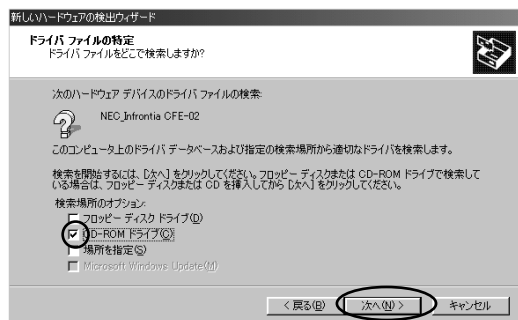 新しいハードウェアの検出ウィザード
ドライバ ファイルの特定
ドライバ ファイルをどこで検索しますか?
次のハードウェア デバイスのドライバ ファイルの検索:
NEC_Infrontia CFE-02
このコンピュータ上のドライバ データベースおよび指定の検索場所から適切なドライバを検索します。
検索を開始するには、[次へ] をクリックしてください。フロッピー ディスクまたは CD-ROM ドライブで検索して
いる場合は、フロッピー ディスクまたは CD を挿入してから [次へ] をクリックしてください。
検索場所のオプション:
フロッピー ディスク ドライブ(D)
CD-ROM ドライブ(C)
場所を指定(S)
Microsoft Windows Update(M)
< 戻る(B) 次へ(N) > キャンセル